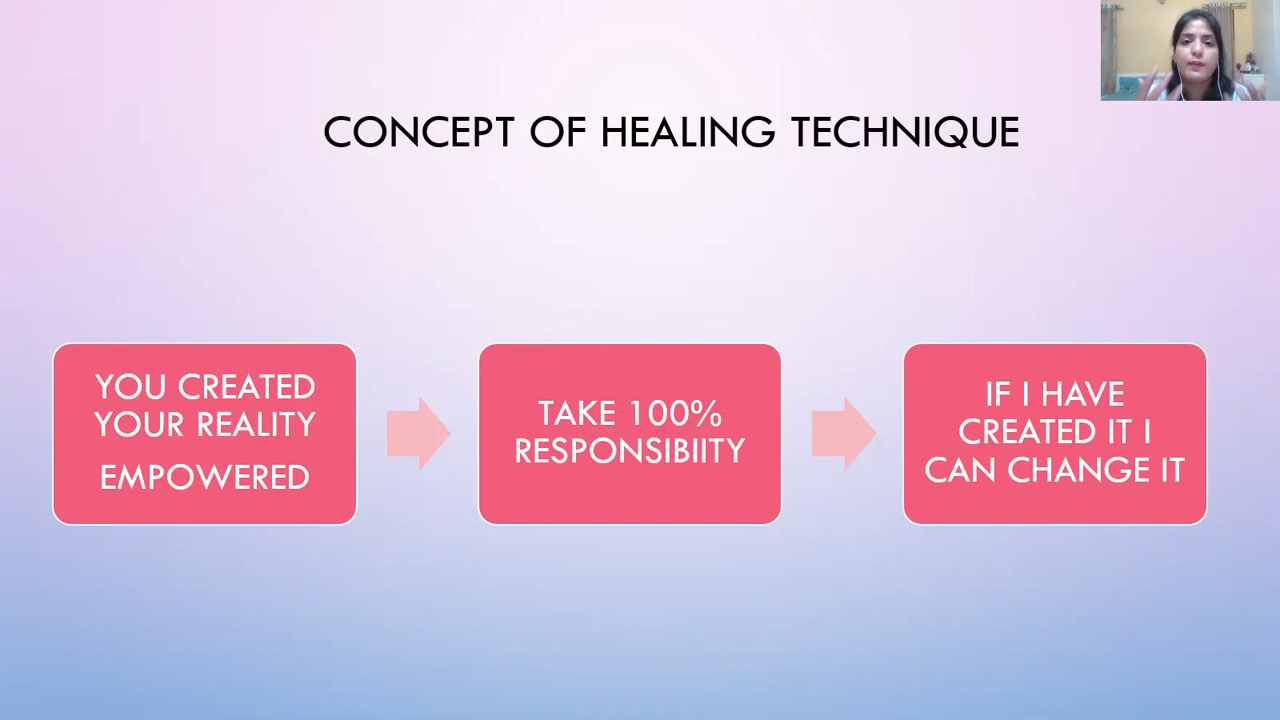 CONCEPT OF HEALING TECHNIQUE
YOU CREATED
YOUR REALITY
EMPOWERED
TAKE 100%
RESPONSIBIITY
IF I HAVE
CREATED IT I
CAN CHANGE IT